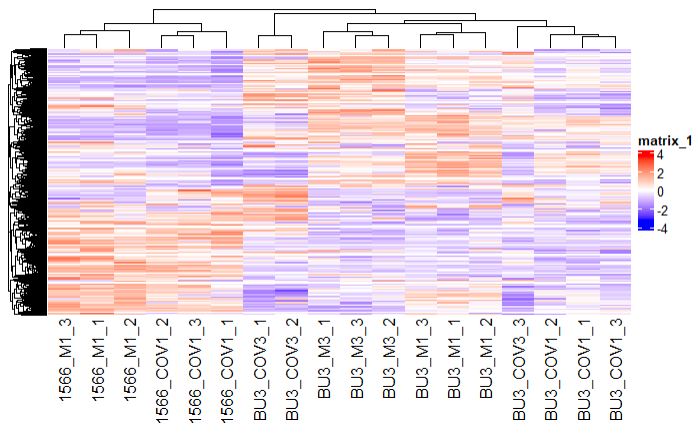 matrix_1
4
2
0
-2
-4
1566_M1_3
1566_M1_1
1566_M1_2
1566_COV1_2
1566_COV1_3
1566_COV1_1
BU3_COV3_1
BU3_COV3_2
BU3_M3_1
BU3_M3_3
BU3_M3_2
BU3_M1_3
BU3_M1_1
BU3_M1_2
BU3_COV3_3
BU3_COV1_2
BU3_COV1_1
BU3_COV1_3